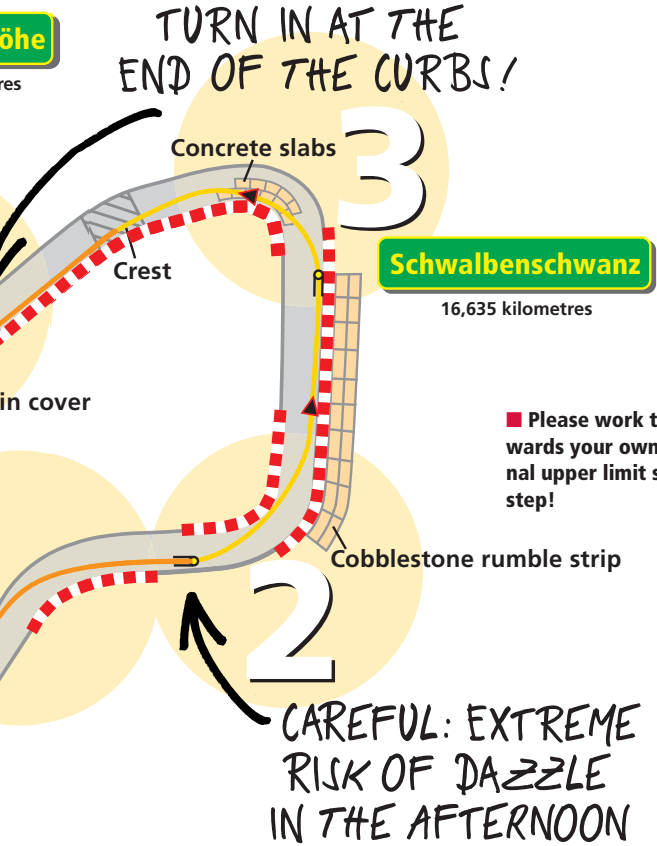 TURN IN AT THE
END OF THE CURBS!
öhe
res
Concrete slabs
3
Crest
Schwalbenschwanz
16,635 kilometres
in cover
■ Please work t
wards your own
nal upper limit s
step!
Cobblestone rumble strip
2
CAREFUL: EXTREME
RISK OF DAZZLE
IN THE AFTERNOON